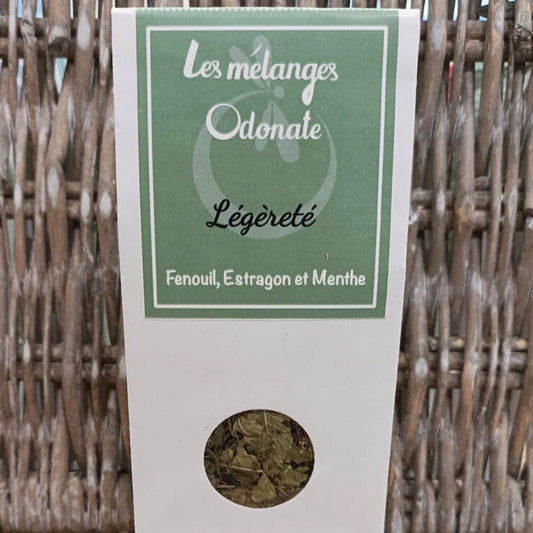 Les mélanges
Odonate
Légèreté
Fenouil, Estragon et Menthe